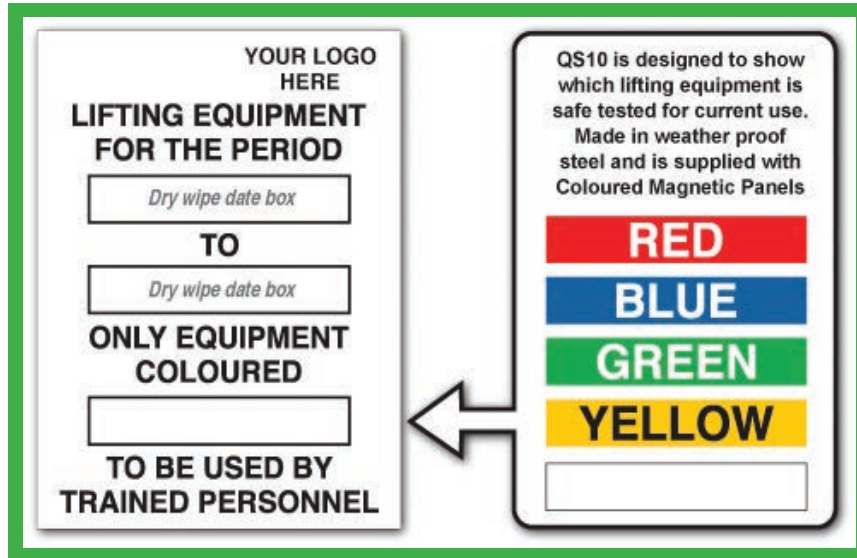 YOUR LOGO
HERE
LIFTING EQUIPMENT
FOR THE PERIOD
Dry wipe date box
TO
Dry wipe date box
ONLY EQUIPMENT
COLOURED
TO BE USED BY
TRAINED PERSONNEL
QS10 is designed to show
which lifting equipment is
safe tested for current use.
Made in weather proof
steel and is supplied with
Coloured Magnetic Panels
RED
BLUE
GREEN
YELLOW